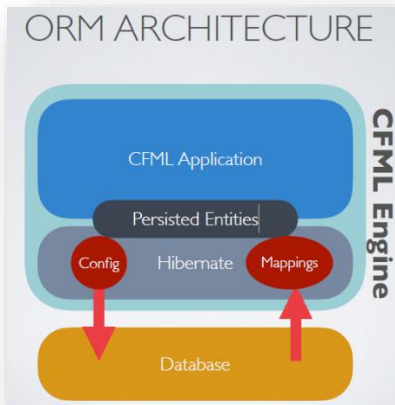 ORM ARCHITECTURE
CFML Application
CFML Engine
Persisted Entities
Config
Hibernate
Mappings
Database